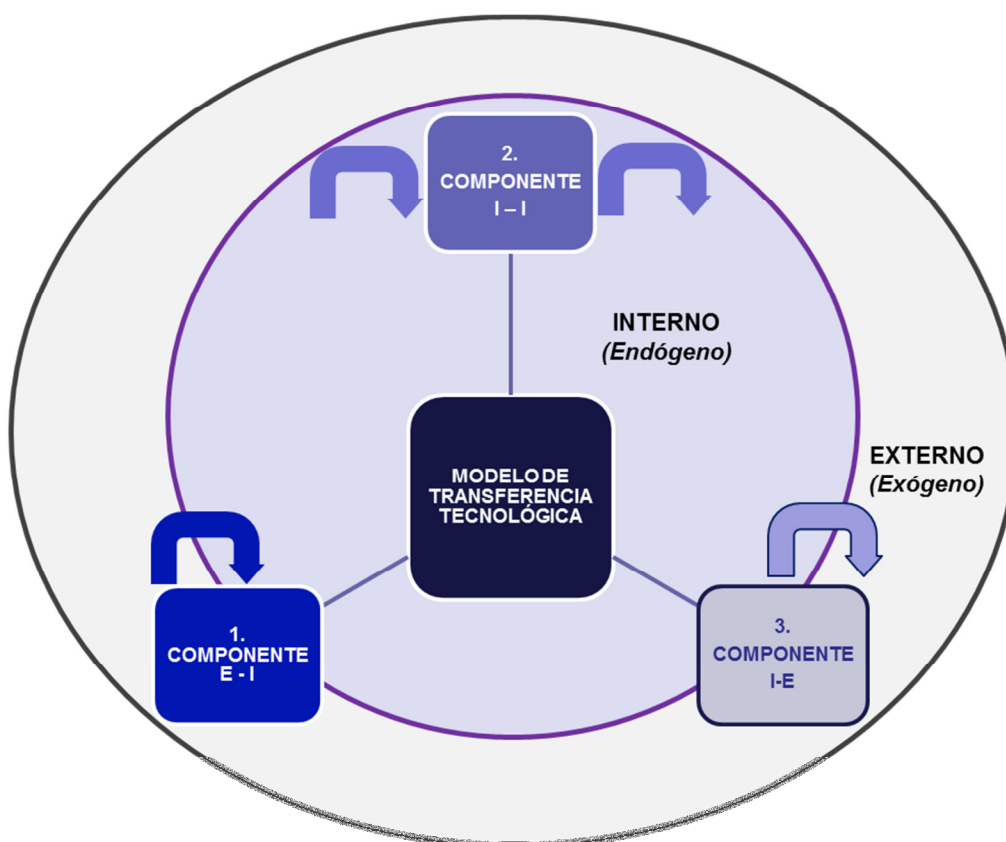 2.
COMPONENTE
I – I
INTERNO
(Endógeno)
EXTERNO
(Exógeno)
MODELO DE
TRANSFERENCIA
TECNOLÓGICA
1.
COMPONENTE
E - I
3.
COMPONENTE
I-E